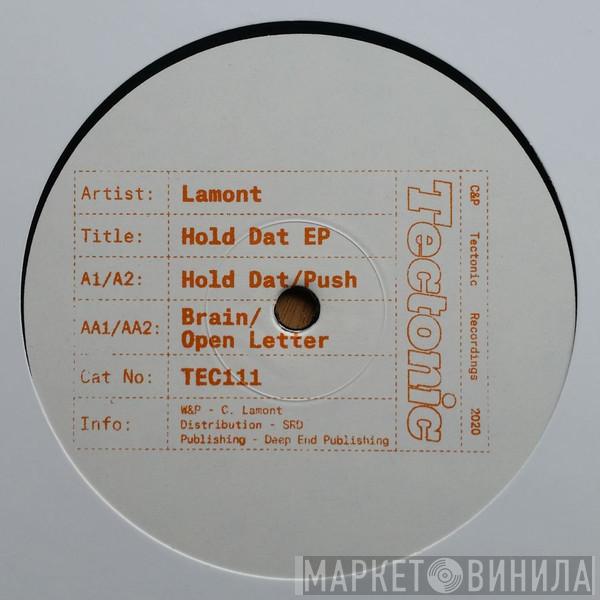 Artist: Lamont
Title: Hold Dat EP
A1/A2: Hold Dat/Push
AA1/AA2: Brain/
Open Letter
Cat No: TEC111
Info: W&P - C. Lamont
Distribution - SRD
Publishing - Deep End Publishing
Tectonic
C&P Tectonic Recordings 2020
МАРКЕТ ВИНИЛА